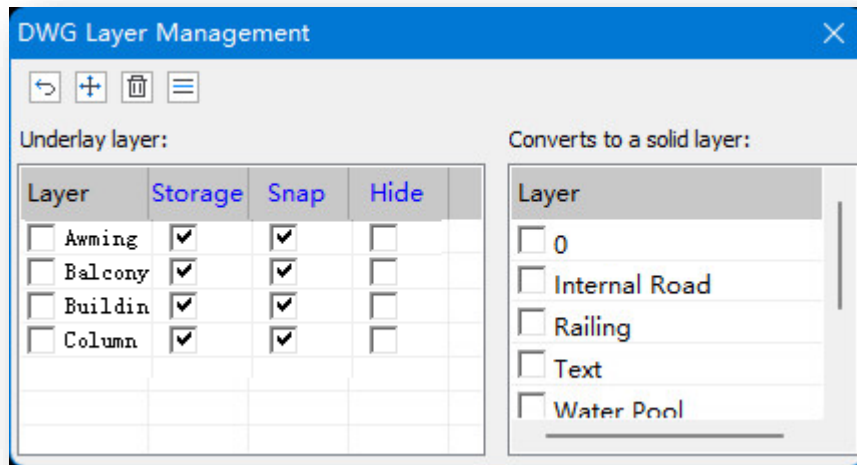 DWG Layer Management
Underlay layer:
Layer Storage Snap Hide
Awming
Balcony
Buildin
Column
Converts to a solid layer:
Layer
0
Internal Road
Railing
Text
Water Pool